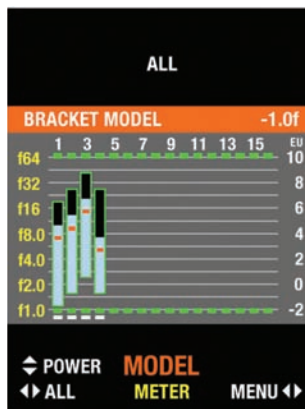 ALL
BRACKET MODEL -1.0f
1 3 5 7 9 11 13 15 EU
f64 10
f32 8
f16 6
f8.0 4
f4.0 2
f2.0 0
f1.0 -2
POWER MODEL
ALL METER MENU